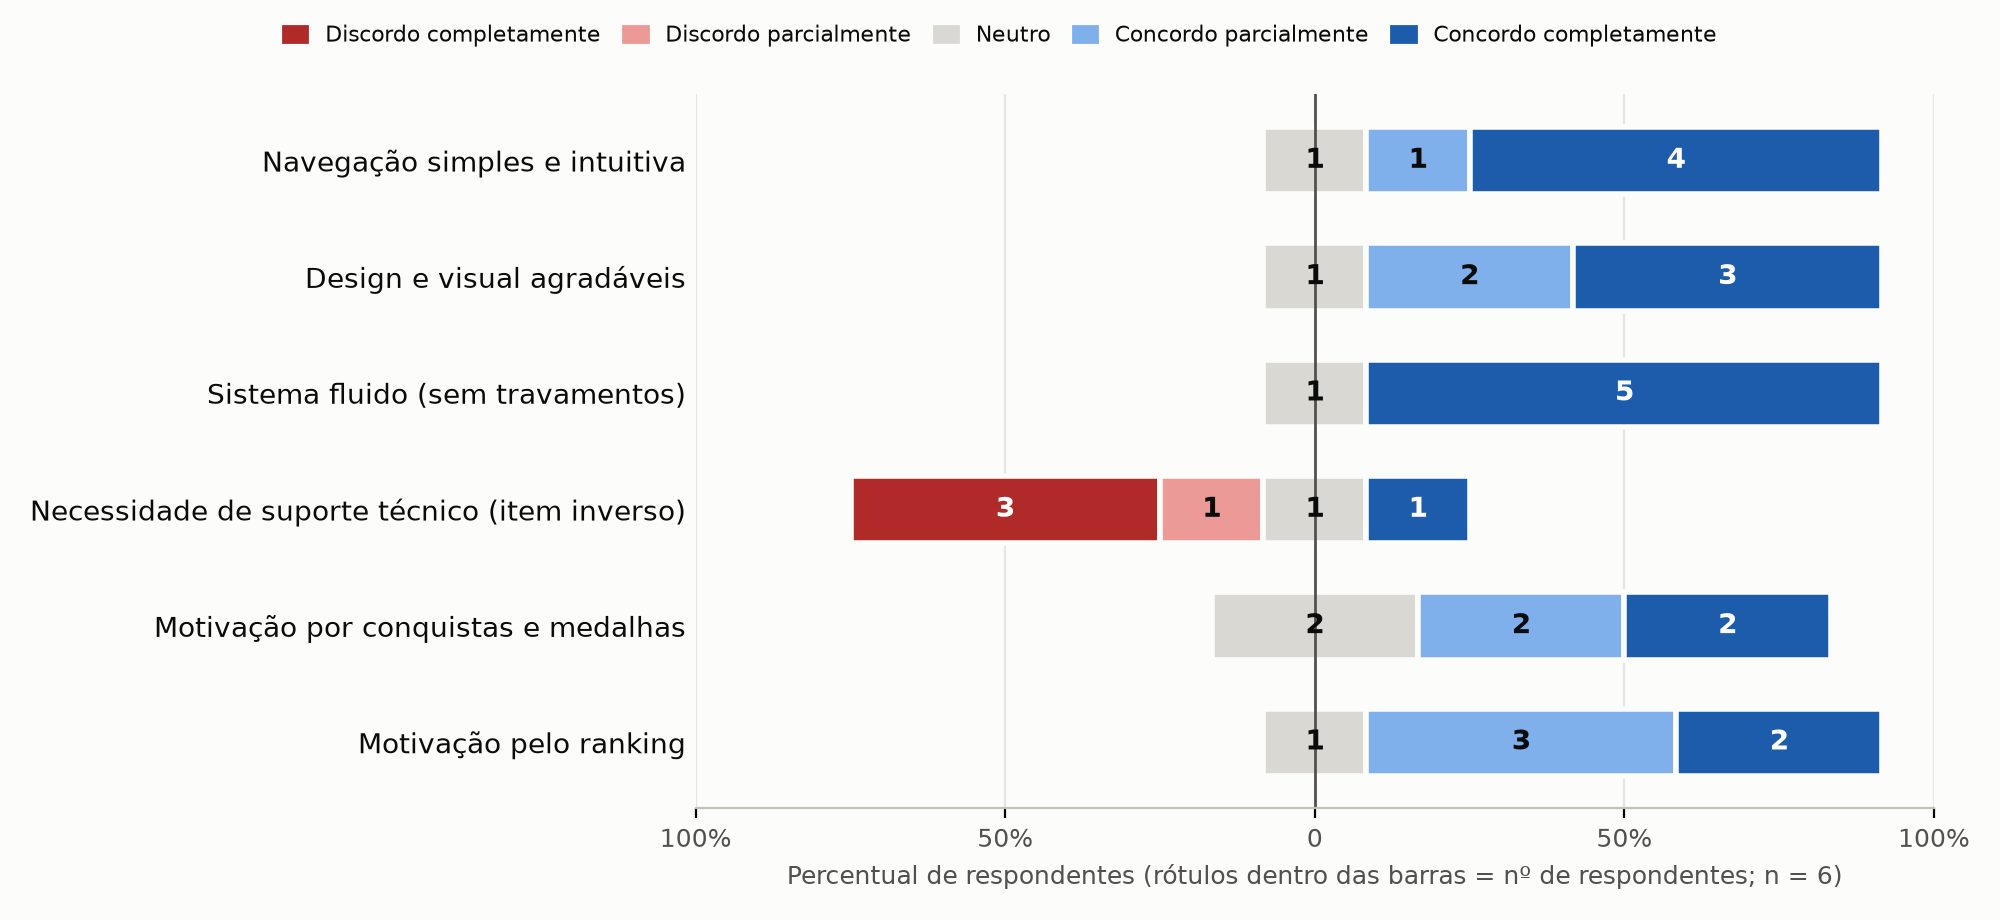 Discordo completamente Discordo parcialmente Neutro Concordo parcialmente Concordo completamente
Navegação simples e intuitiva 1 1 4
Design e visual agradáveis 1 2 3
Sistema fluido (sem travamentos) 1 5
Necessidade de suporte técnico (item inverso) 3 1 1 1
Motivação por conquistas e medalhas 2 2 2
Motivação pelo ranking 1 3 2
100% 50% 0 50% 100%
Percentual de respondentes (rótulos dentro das barras = nº de respondentes; n = 6)